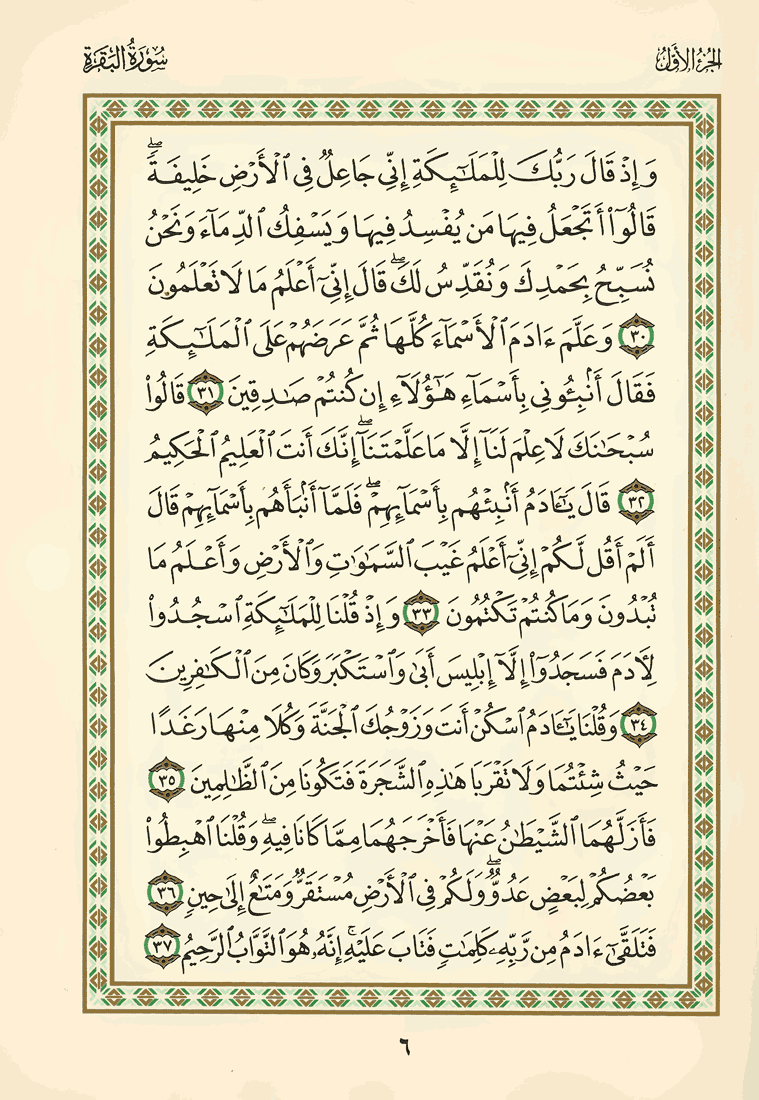 الجزء الأول
سورة البقرة
وَإِذْ قَالَ رَبُّكَ لِلْمَلَٰٓئِكَةِ إِنِّى جَاعِلٌ فِى ٱلْأَرْضِ خَلِيفَةًۖ
قَالُوٓا۟ أَتَجْعَلُ فِيهَا مَن يُفْسِدُ فِيهَا وَيَسْفِكُ ٱلدِّمَآءَ وَنَحْنُ
نُسَبِّحُ بِحَمْدِكَ وَنُقَدِّسُ لَكَۖ قَالَ إِنِّىٓ أَعْلَمُ مَا لَا تَعْلَمُونَ
٣٠ وَعَلَّمَ ءَادَمَ ٱلْأَسْمَآءَ كُلَّهَا ثُمَّ عَرَضَهُمْ عَلَى ٱلْمَلَٰٓئِكَةِ
فَقَالَ أَنۢبِـُٔونِى بِأَسْمَآءِ هَٰٓؤُلَآءِ إِن كُنتُمْ صَٰدِقِينَ ٣١ قَالُوا۟
سُبْحَٰنَكَ لَا عِلْمَ لَنَآ إِلَّا مَا عَلَّمْتَنَآۖ إِنَّكَ أَنتَ ٱلْعَلِيمُ ٱلْحَكِيمُ
٣٢ قَالَ يَٰٓـَٔادَمُ أَنۢبِئْهُم بِأَسْمَآئِهِمْۖ فَلَمَّآ أَنۢبَأَهُم بِأَسْمَآئِهِمْ قَالَ
أَلَمْ أَقُل لَّكُمْ إِنِّىٓ أَعْلَمُ غَيْبَ ٱلسَّمَٰوَٰتِ وَٱلْأَرْضِ وَأَعْلَمُ مَا
تُبْدُونَ وَمَا كُنتُمْ تَكْتُمُونَ ٣٣ وَإِذْ قُلْنَا لِلْمَلَٰٓئِكَةِ ٱسْجُدُوا۟
لِءَادَمَ فَسَجَدُوٓا۟ إِلَّآ إِبْلِيسَ أَبَىٰ وَٱسْتَكْبَرَ وَكَانَ مِنَ ٱلْكَٰفِرِينَ
٣٤ وَقُلْنَا يَٰٓـَٔادَمُ ٱسْكُنْ أَنتَ وَزَوْجُكَ ٱلْجَنَّةَ وَكُلَا مِنْهَا رَغَدًا
حَيْثُ شِئْتُمَا وَلَا تَقْرَبَا هَٰذِهِ ٱلشَّجَرَةَ فَتَكُونَا مِنَ ٱلظَّٰلِمِينَ ٣٥
فَأَزَلَّهُمَا ٱلشَّيْطَٰنُ عَنْهَا فَأَخْرَجَهُمَا مِمَّا كَانَا فِيهِۖ وَقُلْنَا ٱهْبِطُوا۟
بَعْضُكُمْ لِبَعْضٍ عَدُوٌّۖ وَلَكُمْ فِى ٱلْأَرْضِ مُسْتَقَرٌّ وَمَتَٰعٌ إِلَىٰ حِينٍ ٣٦
فَتَلَقَّىٰٓ ءَادَمُ مِن رَّبِّهِۦ كَلِمَٰتٍ فَتَابَ عَلَيْهِۚ إِنَّهُۥ هُوَ ٱلتَّوَّابُ ٱلرَّحِيمُ ٣٧
٦